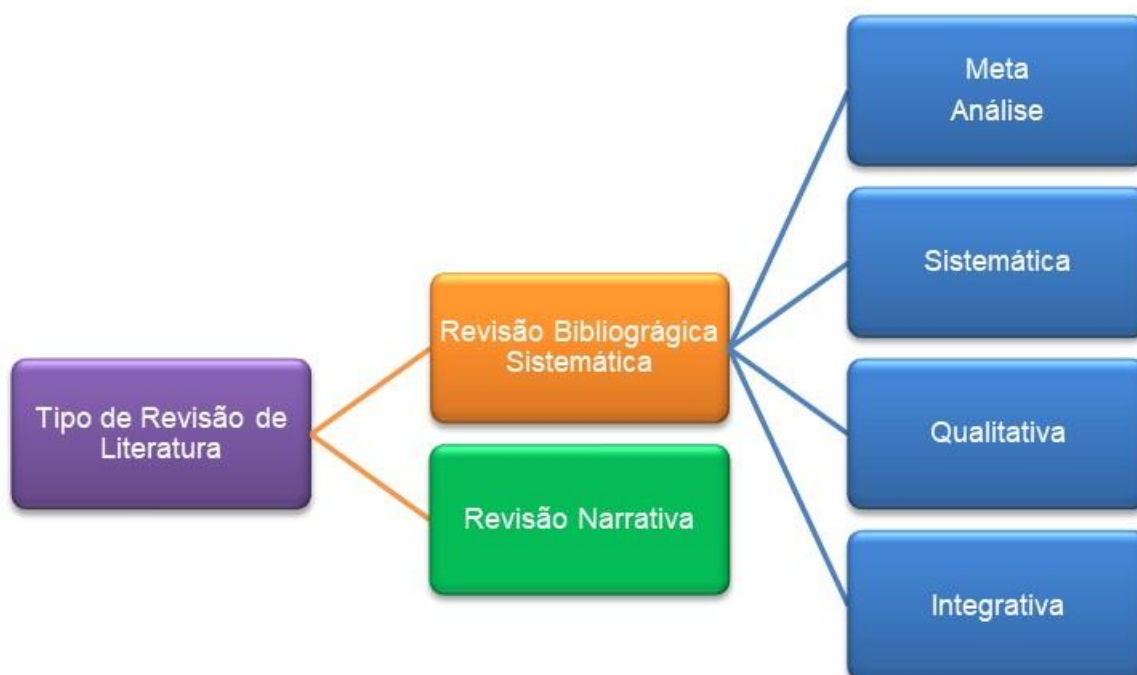 Tipo de Revisão de
Literatura
Revisão Bibliográgica
Sistemática
Revisão Narrativa
Meta
Análise
Sistemática
Qualitativa
Integrativa